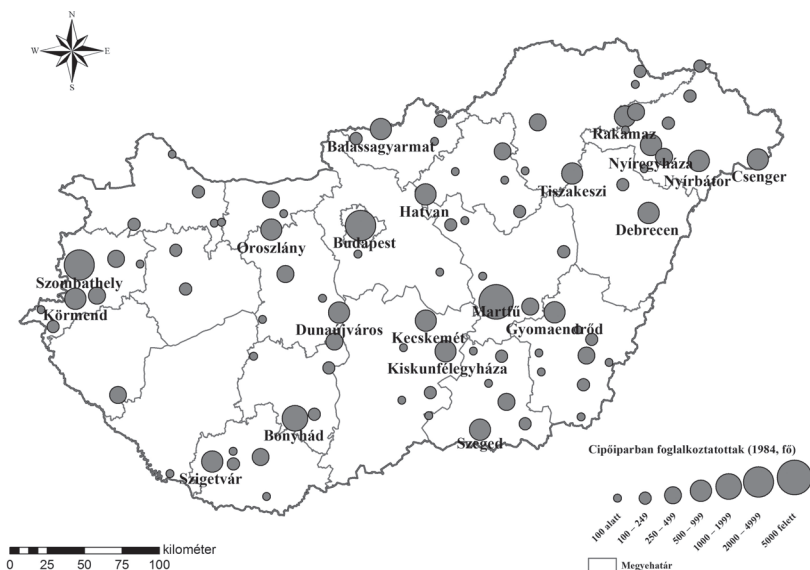 N
W E
S
Balassagyarmat
Rakamaz
Nyíregyháza
Nyírbátor
Csenger
Tiszakeszi
Hatvan
Debrecen
Oroszlány
Budapest
Szombathely
Körmend
Martfű
Dunaújváros
Kecskemét
Gyomaendrőd
Kiskunfélegyháza
Bonyhád
Szeged
Szigetvár
Cipőiparban foglalkoztatottak (1984, fő)
100 alatt
100 – 249
250 – 499
500 – 999
1000 – 1999
2000 – 4999
5000 felett
kilométer
0 25 50 75 100
Megyehatár